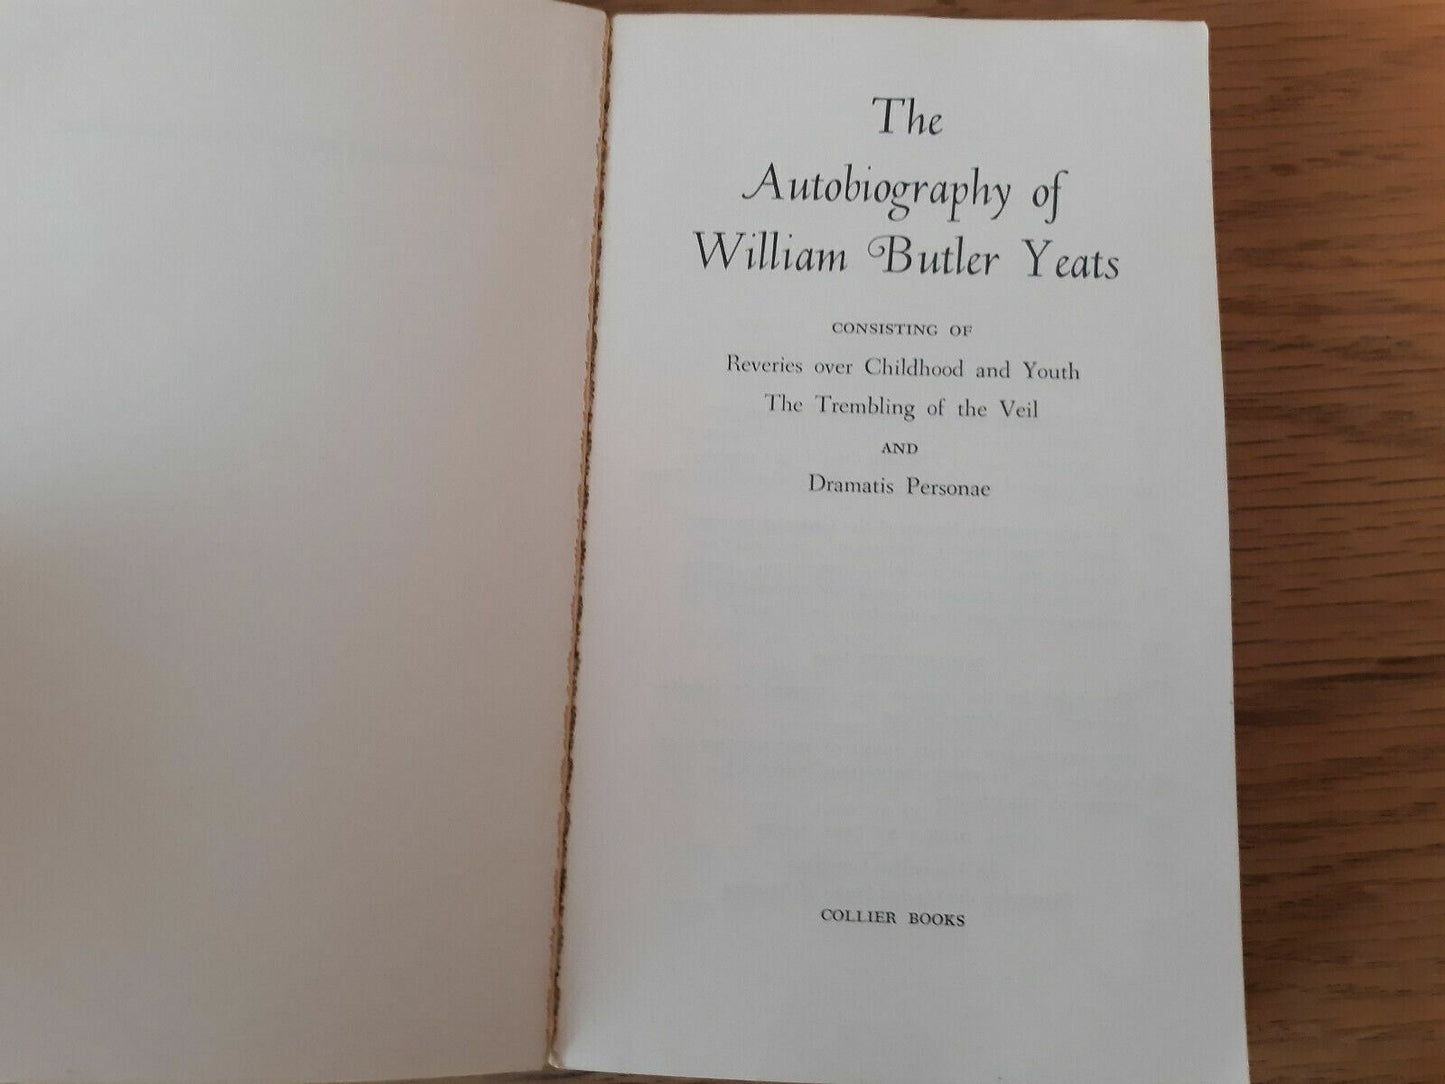 The
Autobiography of
William Butler Yeats
CONSISTING OF
Reveries over Childhood and Youth
The Trembling of the Veil
AND
Dramatis Personae
COLLIER BOOKS